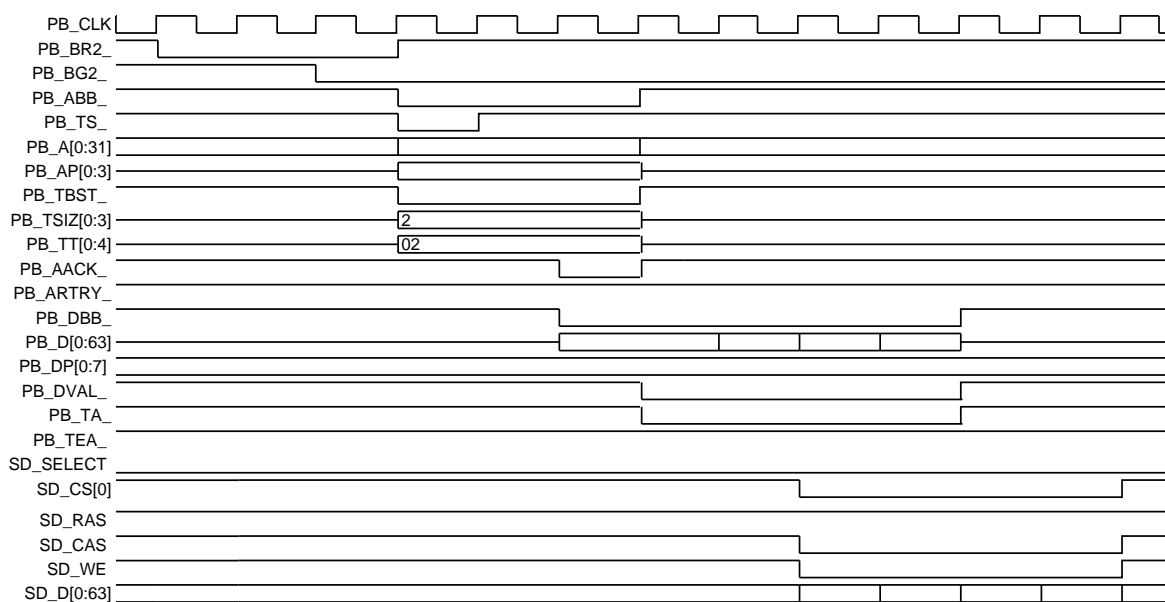 PB_CLK
PB_BR2_
PB_BG2_
PB_ABB_
PB_TS_
PB_A[0:31]
PB_AP[0:3]
PB_TBST_
PB_TSIZ[0:3] 2
PB_TT[0:4] 02
PB_AACK_
PB_ARTRY_
PB_DBB_
PB_D[0:63]
PB_DP[0:7]
PB_DVAL_
PB_TA_
PB_TEA_
SD_SELECT
SD_CS[0]
SD_RAS
SD_CAS
SD_WE
SD_D[0:63]